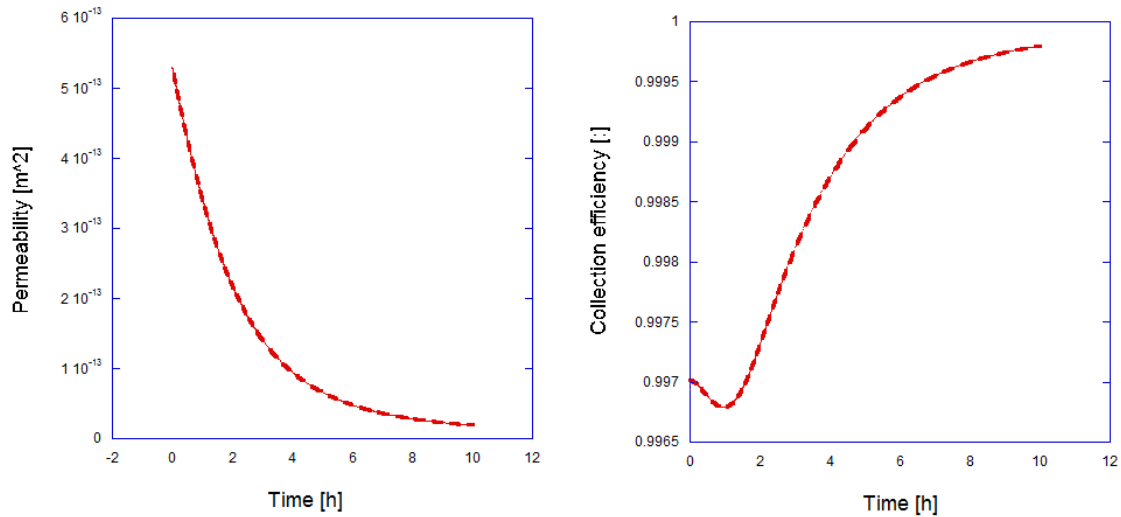 6 10⁻¹³
5 10⁻¹³
4 10⁻¹³
3 10⁻¹³
2 10⁻¹³
1 10⁻¹³
0
Permeability [m^2]
-2 0 2 4 6 8 10 12
Time [h]
1
0.9995
0.999
0.9985
0.998
0.9975
0.997
0.9965
Collection efficiency [:]
0 2 4 6 8 10 12
Time [h]